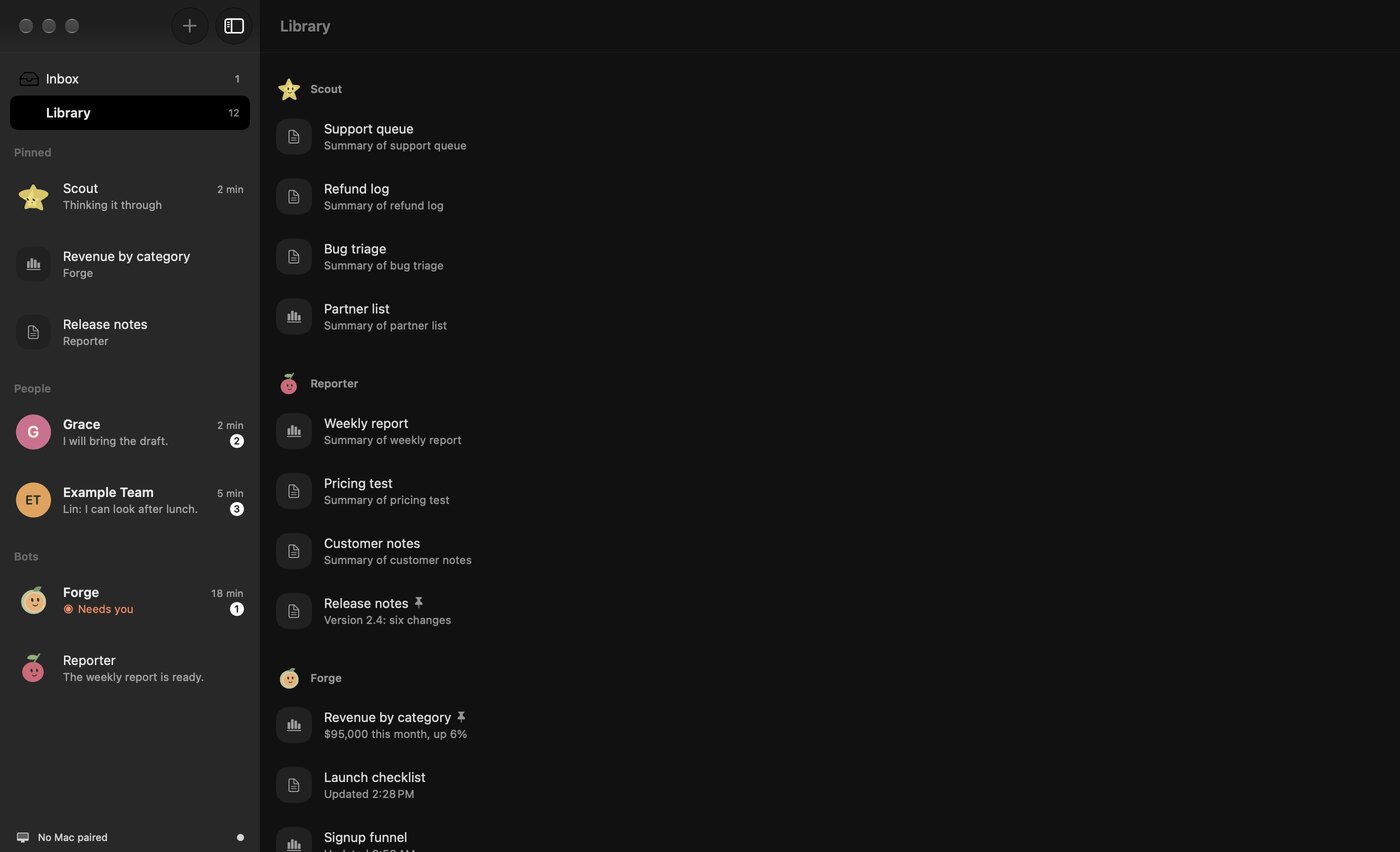 Library
Inbox
1
Library
12
Pinned
Scout
2 min
Thinking it through
Revenue by category
Forge
Release notes
Reporter
People
G
Grace
2 min
I will bring the draft.
2
ET
Example Team
5 min
Lin: I can look after lunch.
3
Bots
Forge
18 min
Needs you
1
Reporter
The weekly report is ready.
No Mac paired
Scout
Support queue
Summary of support queue
Refund log
Summary of refund log
Bug triage
Summary of bug triage
Partner list
Summary of partner list
Reporter
Weekly report
Summary of weekly report
Pricing test
Summary of pricing test
Customer notes
Summary of customer notes
Release notes
Version 2.4: six changes
Forge
Revenue by category
$95,000 this month, up 6%
Launch checklist
Updated 2:28 PM
Signup funnel